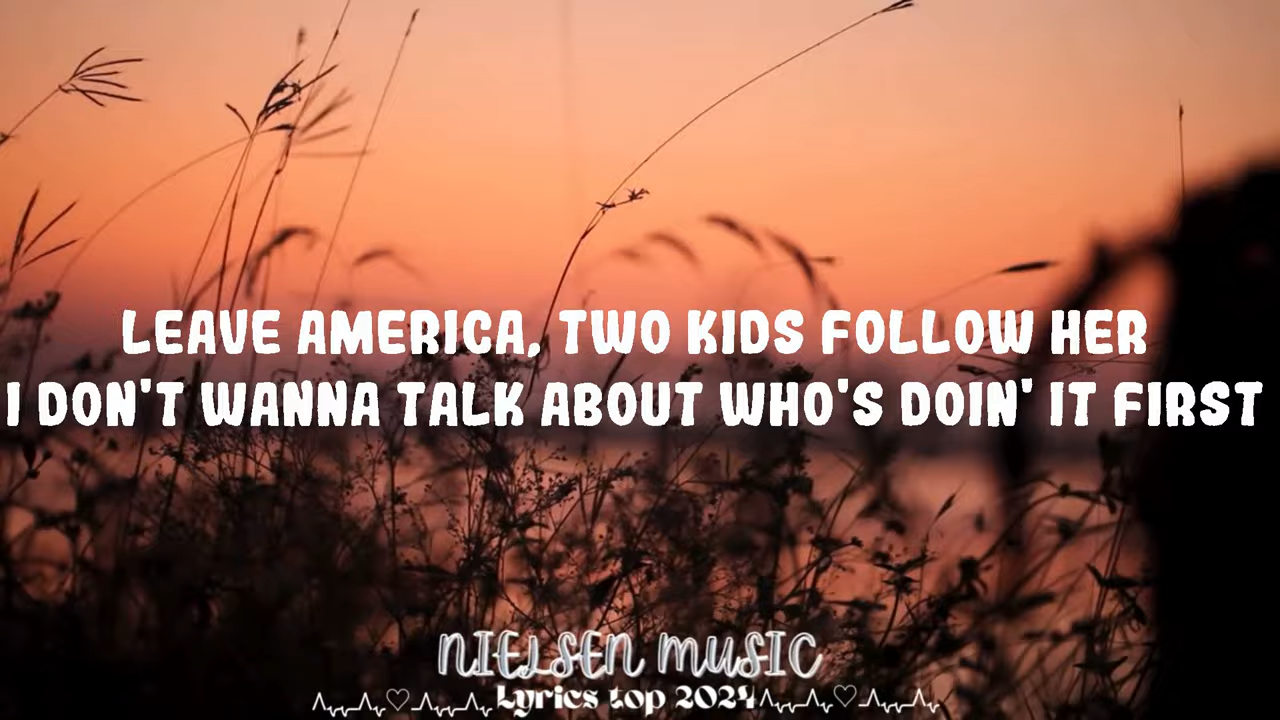 LEAVE AMERICA, TWO KIDS FOLLOW HER
I DON'T WANNA TALK ABOUT WHO'S DOIN' IT FIRST
NIELSEN MUSIC
Lyrics top 2024